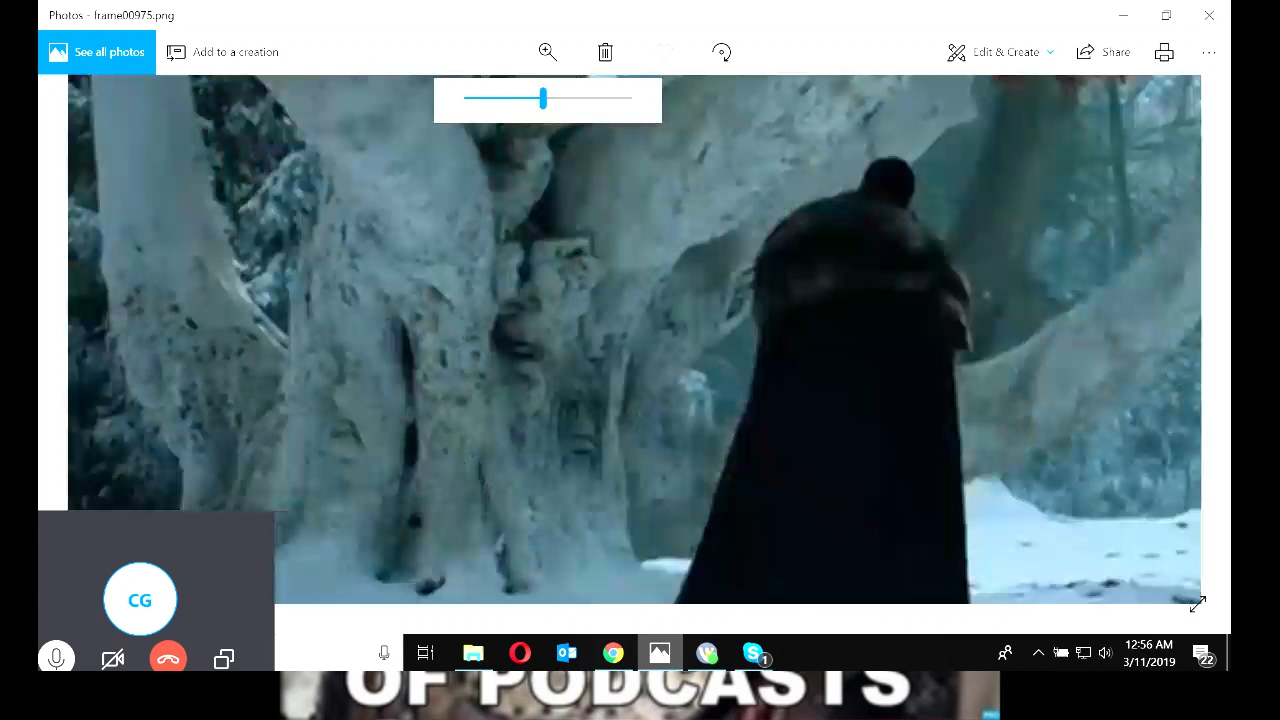 Photos - frame00975.png
See all photos
Add to a creation
Edit & Create
Share
CG
12:56 AM
3/11/2019
1
22
OF PODCASTS